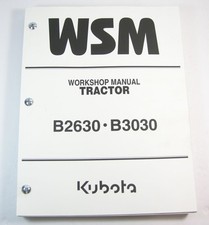 WSM
WORKSHOP MANUAL
TRACTOR
B2630 · B3030
Kubota